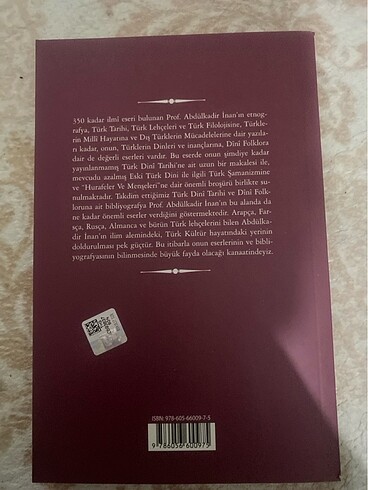 350 kadar ilmî eseri bulunan Prof. Abdülkadir İnan'ın etnog-
rafya, Türk Tarihi, Türk Lehçeleri ve Türk Filolojisine, Türkle-
rin Millî Hayatına ve Dış Türklerin Mücadelelerine dair yazıla-
rı kadar, onun, Türklerin Dinleri ve inançlarına, Dinî Folklora
dair de değerli eserleri vardır. Bu eserde onun şimdiye kadar
yayınlanmamış Türk Dinî Tarihi'ne ait uzun bir makalesi ile,
mevcudu azalmış Eski Türk Dini ile ilgili Türk Şamanizmine
ve "Hurafeler Ve Menşeleri"ne dair önemli broşürü birlikte su-
nulmaktadır. Takdim ettiğimiz Türk Dinî Tarihi ve Dinî Folk-
loruna ait bibliyografya Prof. Abdülkadir İnan'ın bu alanda da
ne kadar önemli eserler verdiğini göstermektedir. Arapça, Far-
sça, Rusça, Almanca ve bütün Türk lehçelerini bilen Abdülka-
dir İnan'ın ilim alemindeki, Türk Kültür hayatındaki yerinin
doldurulması pek güçtür. Bu itibarla onun eserlerinin ve bibli-
yografyasının bilinmesinde büyük fayda olacağı kanaatindeyiz.
ISBN: 978-605-66009-7-5
9 786056 600975